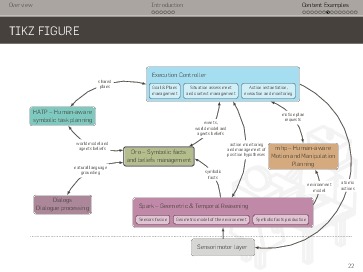 Overview
Introduction
Content Examples
TIKZ FIGURE
Execution Controller
Goal & Plans
management
Situation assessment
and context management
Action refinement,
execution and monitoring
shared
plans
HATP – Human-aware
symbolic task planning
events,
world model and
agents beliefs
motion plan
requests
world model and
agents beliefs
Oro – Symbolic facts
and beliefs management
active monitoring
and management of
position hypotheses
mhp – Human-aware
Motion and Manipulation
Planning
natural language
grounding
symbolic
facts
environment
model
atomic
actions
Dialogs
Dialogue processing
Spark – Geometric & Temporal Reasoning
Sensors fusion
Geometric model of the environment
Symbolic facts production
Sensorimotor layer
22